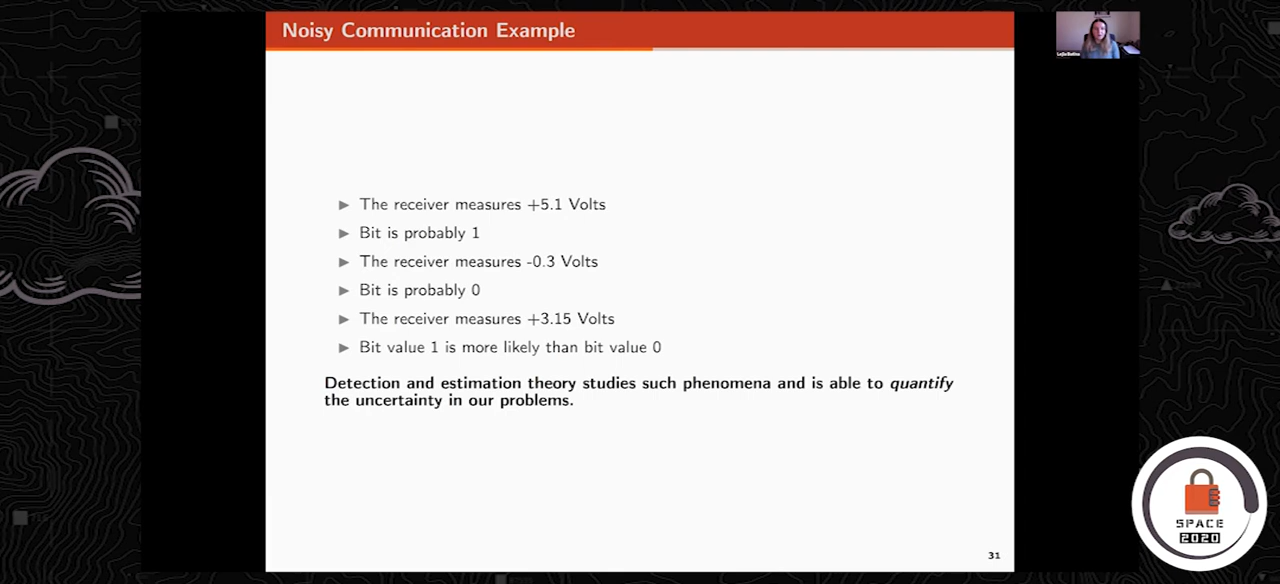 Noisy Communication Example
The receiver measures +5.1 Volts
Bit is probably 1
The receiver measures -0.3 Volts
Bit is probably 0
The receiver measures +3.15 Volts
Bit value 1 is more likely than bit value 0
Detection and estimation theory studies such phenomena and is able to quantify
the uncertainty in our problems.
31
SPACE
2020